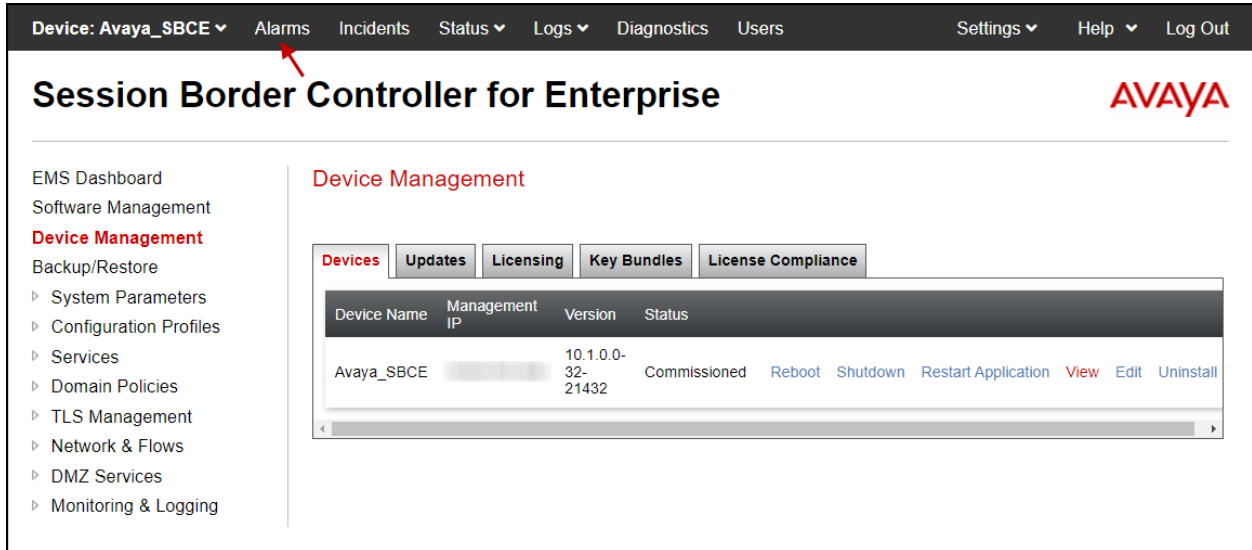 Device: Avaya_SBCE Alarms Incidents Status Logs Diagnostics Users Settings Help Log Out
Session Border Controller for Enterprise
AVAYA
EMS Dashboard
Software Management
Device Management
Backup/Restore
System Parameters
Configuration Profiles
Services
Domain Policies
TLS Management
Network & Flows
DMZ Services
Monitoring & Logging
Device Management
Devices Updates Licensing Key Bundles License Compliance
Device Name Management IP Version Status
Avaya_SBCE 10.1.0.0-32-21432 Commissioned Reboot Shutdown Restart Application View Edit Uninstall